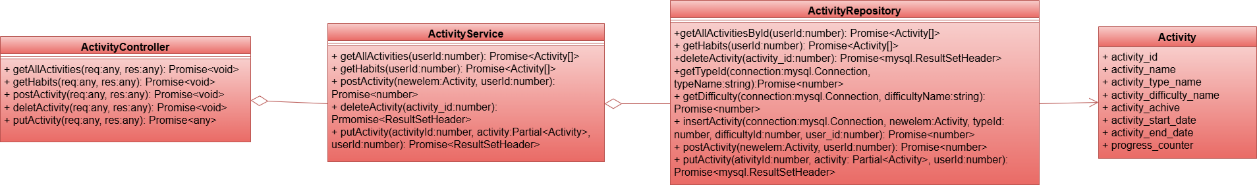 ActivityController
+ getAllActivities(req:any, res:any): Promise<void>
+ getHabits(req:any, res:any): Promise<void>
+ postActivity(req:any, res:any): Promise<void>
+ deletActivity(req:any, res:any): Promise<void>
+ putActivity(req:any, res:any): Promise<any>
ActivityService
+ getAllActivities(userId:number): Promise<Activity[]>
+ getHabits(userId:number): Promise<Activity[]>
+ postActivity(newelem:Activity, userId:number):
Promise<number>
+ deleteActivity(activity_id:number):
Prmomise<ResultSetHeader>
+ putActivity(activityId:number, activity:Partial<Activity>,
userId:number): Promise<ResultSetHeader>
ActivityRepository
+getAllActivitiesById(userId:number): Promise<Activity[]>
+ getHabits(userId:number): Promise<Activity[]>
+deleteActivity(activity_id:number): Promise<mysql.ResultSetHeader>
+getTypeId(connection:mysql.Connection,
typeName:string):Promise<number>
+ getDifficulty(connection:mysql.Connection, difficultyName:string):
Promise<number>
+ insertActivity(connection:mysql.Connection, newelem:Activity, typeId:
number, difficultyId:number, user_id:number): Promise<number>
+ postActivity(newelem:Activity, userId:number): Promise<number>
+ putActivity(ativityId:number, activity: Partial<Activity>, userId:number):
Promise<mysql.ResultSetHeader>
Activity
+ activity_id
+ activity_name
+ activity_type_name
+ activity_difficulty_name
+ activity_achive
+ activity_start_date
+ activity_end_date
+ progress_counter